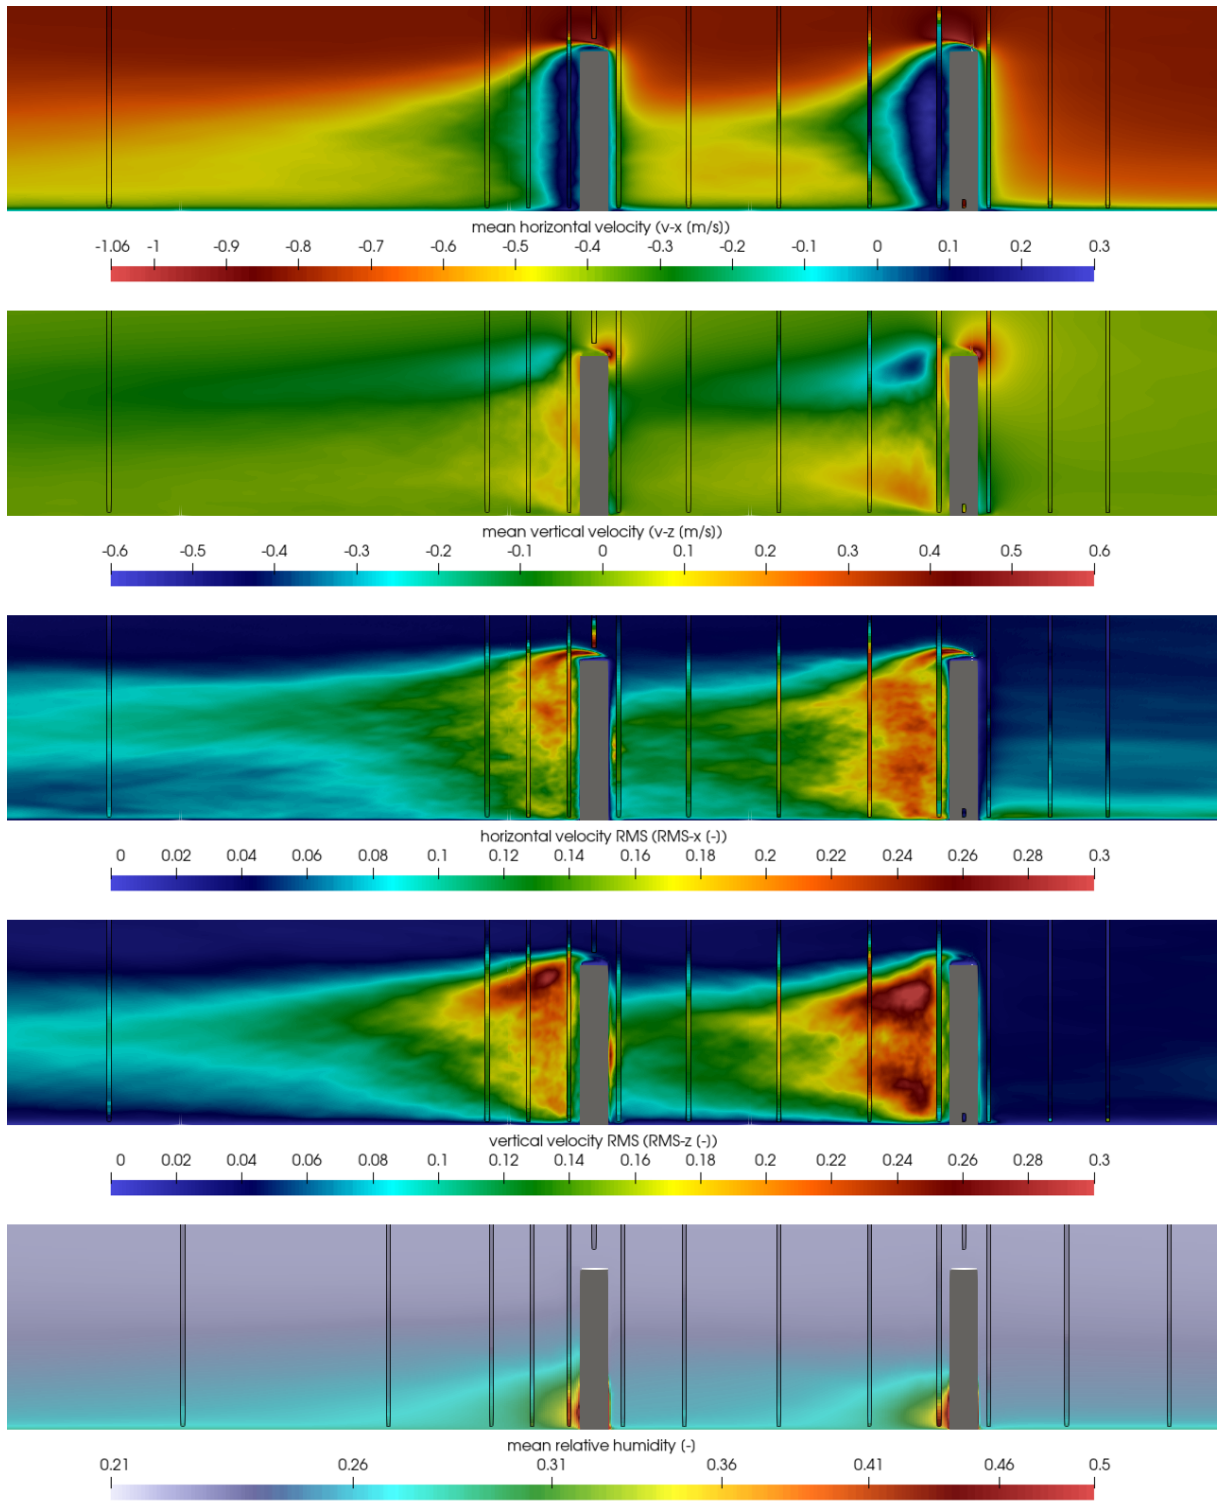 mean horizontal velocity (v-x [m/s])
-1.06 -1 -0.9 -0.8 -0.7 -0.6 -0.5 -0.4 -0.3 -0.2 -0.1 0 0.1 0.2 0.3
mean vertical velocity (v-z [m/s])
-0.6 -0.5 -0.4 -0.3 -0.2 -0.1 0 0.1 0.2 0.3 0.4 0.5 0.6
horizontal velocity RMS (RMS-x [-])
0 0.02 0.04 0.06 0.08 0.1 0.12 0.14 0.16 0.18 0.2 0.22 0.24 0.26 0.28 0.3
vertical velocity RMS (RMS-z [-])
0 0.02 0.04 0.06 0.08 0.1 0.12 0.14 0.16 0.18 0.2 0.22 0.24 0.26 0.28 0.3
mean relative humidity [-]
0.21 0.26 0.31 0.36 0.41 0.46 0.5